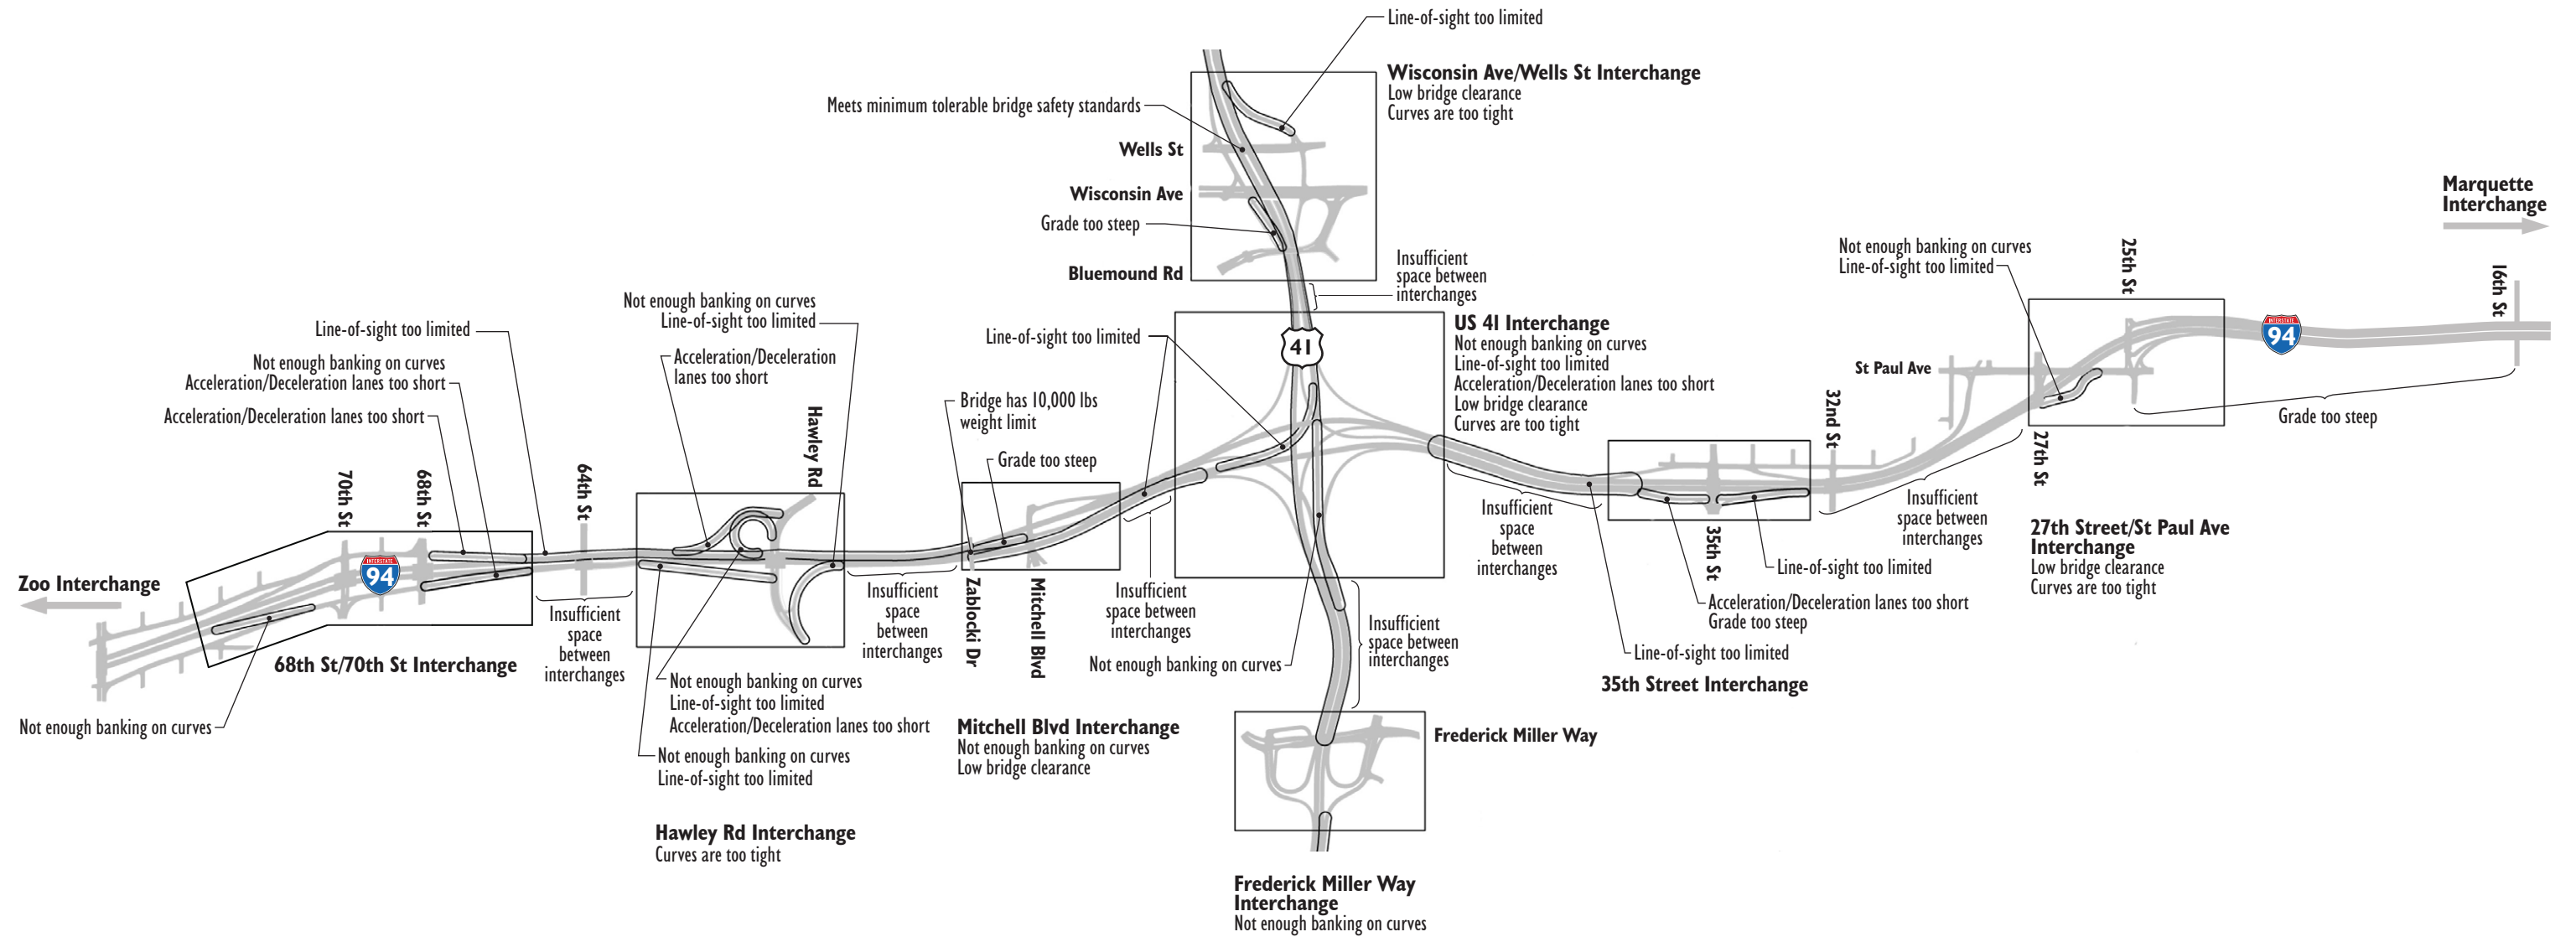 Line-of-sight too limited
Wisconsin Ave/Wells St Interchange
Low bridge clearance
Curves are too tight
Meets minimum tolerable bridge safety standards
Wells St
Wisconsin Ave
Grade too steep
Bluemound Rd
Insufficient
space between
interchanges
Marquette
Interchange
Not enough banking on curves
Line-of-sight too limited
25th St
16th St
INTERSTATE
94
Grade too steep
St Paul Ave
32nd St
27th St
27th Street/St Paul Ave
Interchange
Low bridge clearance
Curves are too tight
Insufficient
space between
interchanges
41
US 41 Interchange
Not enough banking on curves
Line-of-sight too limited
Acceleration/Deceleration lanes too short
Low bridge clearance
Curves are too tight
Line-of-sight too limited
Not enough banking on curves
Line-of-sight too limited
Acceleration/Deceleration
lanes too short
Hawley Rd
Line-of-sight too limited
Not enough banking on curves
Acceleration/Deceleration lanes too short
Acceleration/Deceleration lanes too short
70th St
68th St
64th St
INTERSTATE
94
Zoo Interchange
68th St/70th St Interchange
Not enough banking on curves
Insufficient
space
between
interchanges
Not enough banking on curves
Line-of-sight too limited
Acceleration/Deceleration lanes too short
Not enough banking on curves
Line-of-sight too limited
Hawley Rd Interchange
Curves are too tight
Insufficient
space
between
interchanges
Bridge has 10,000 lbs
weight limit
Grade too steep
Zablocki Dr
Mitchell Blvd
Mitchell Blvd Interchange
Not enough banking on curves
Low bridge clearance
Insufficient
space between
interchanges
Not enough banking on curves
Insufficient
space between
interchanges
Insufficient
space
between
interchanges
35th St
Line-of-sight too limited
Acceleration/Deceleration lanes too short
Grade too steep
Line-of-sight too limited
35th Street Interchange
Frederick Miller Way
Frederick Miller Way
Interchange
Not enough banking on curves